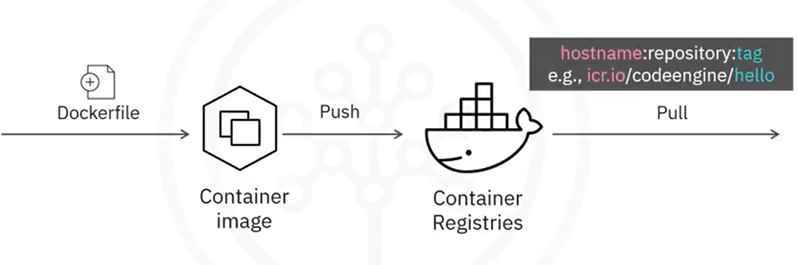 Dockerfile
Container
image
Push
Container
Registries
hostname:repository:tag
e.g., icr.io/codeengine/hello
Pull